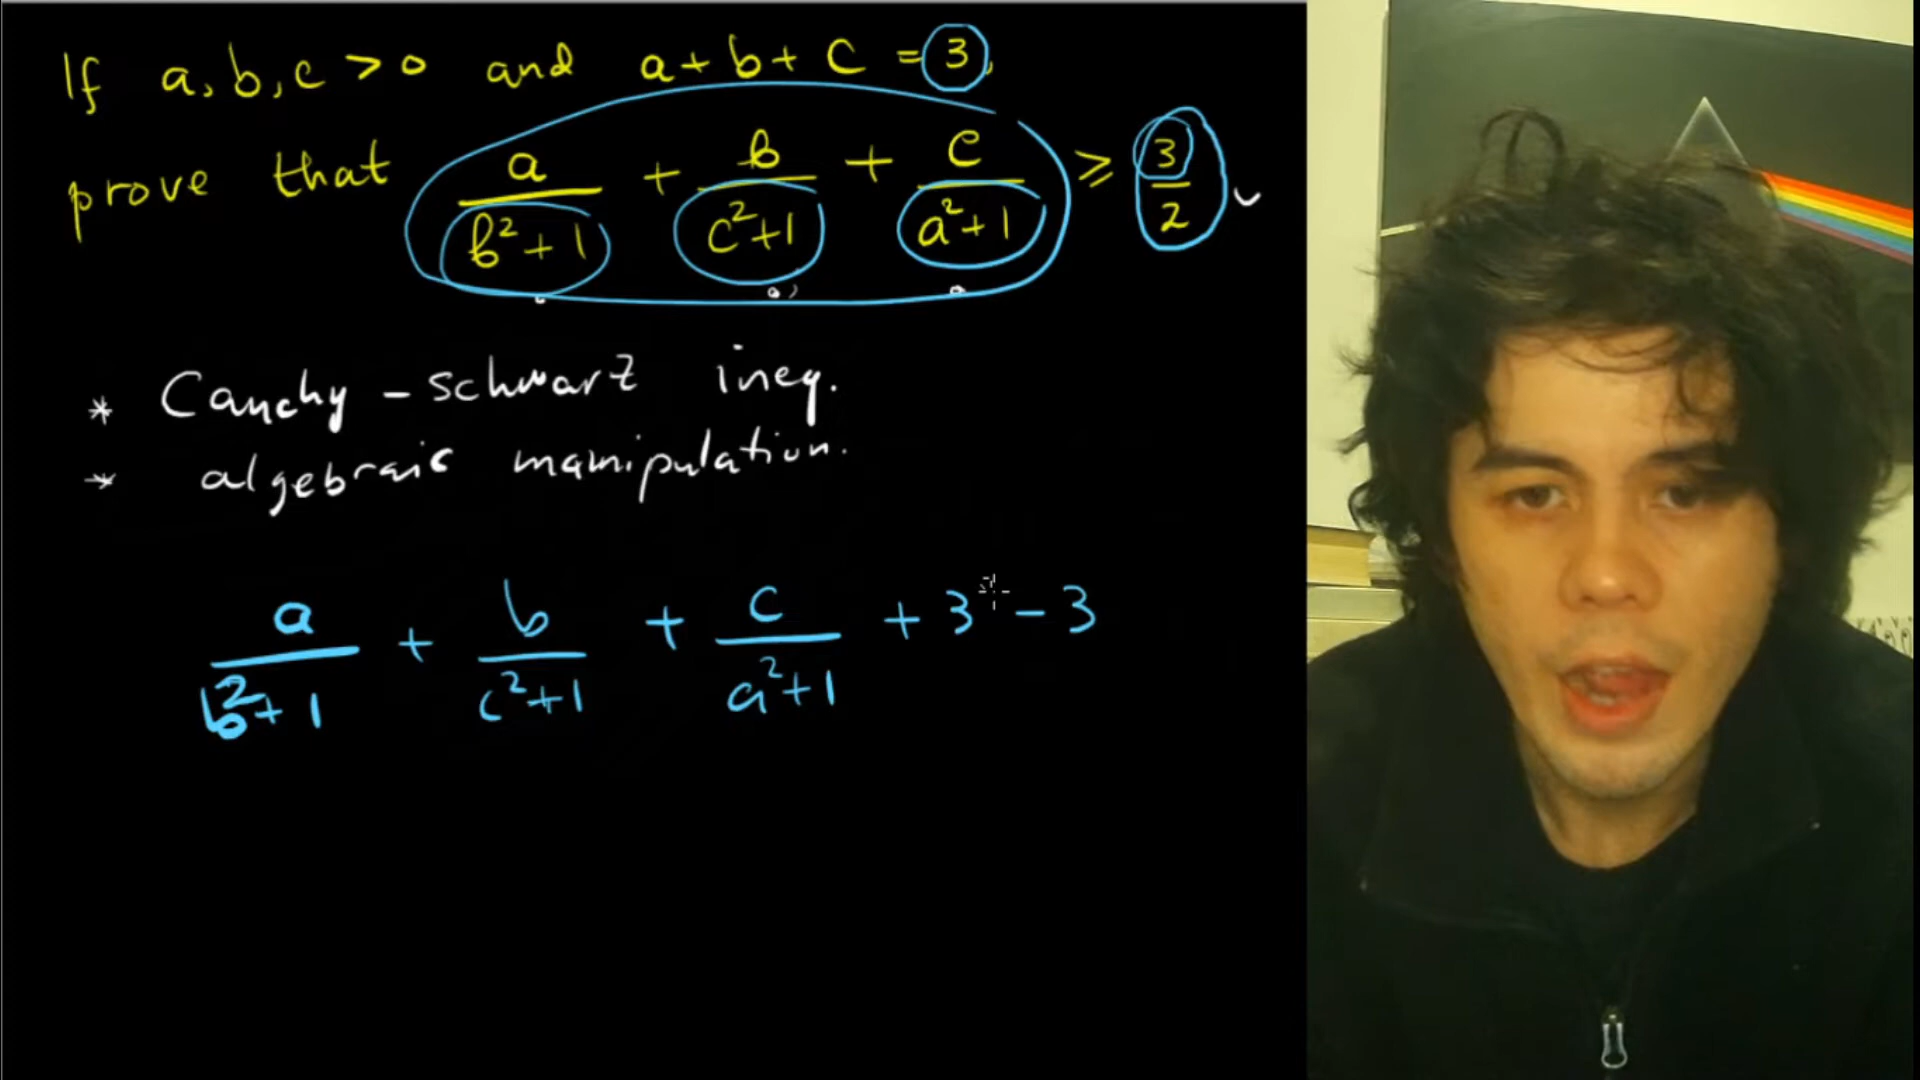 If a, b, c > 0 and a + b + c = 3,
prove that a/(b²+1) + b/(c²+1) + c/(a²+1) ≥ 3/2
* Cauchy - schwarz ineq.
* algebraic manipulation.
a/(b²+1) + b/(c²+1) + c/(a²+1) + 3 - 3